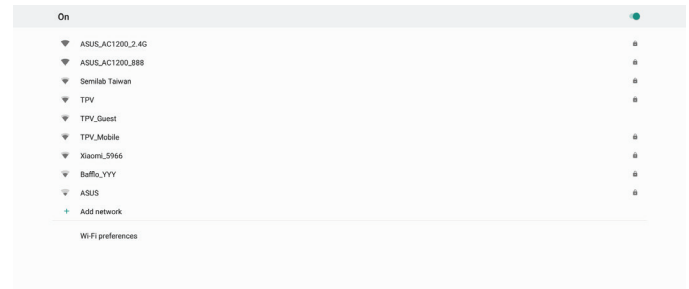 On
ASUS_AC1200_2.4G
ASUS_AC1200_888
Semilab Taiwan
TPV
TPV_Guest
TPV_Mobile
Xiaomi_5966
Bafflo_YYY
ASUS
+ Add network
Wi-Fi preferences